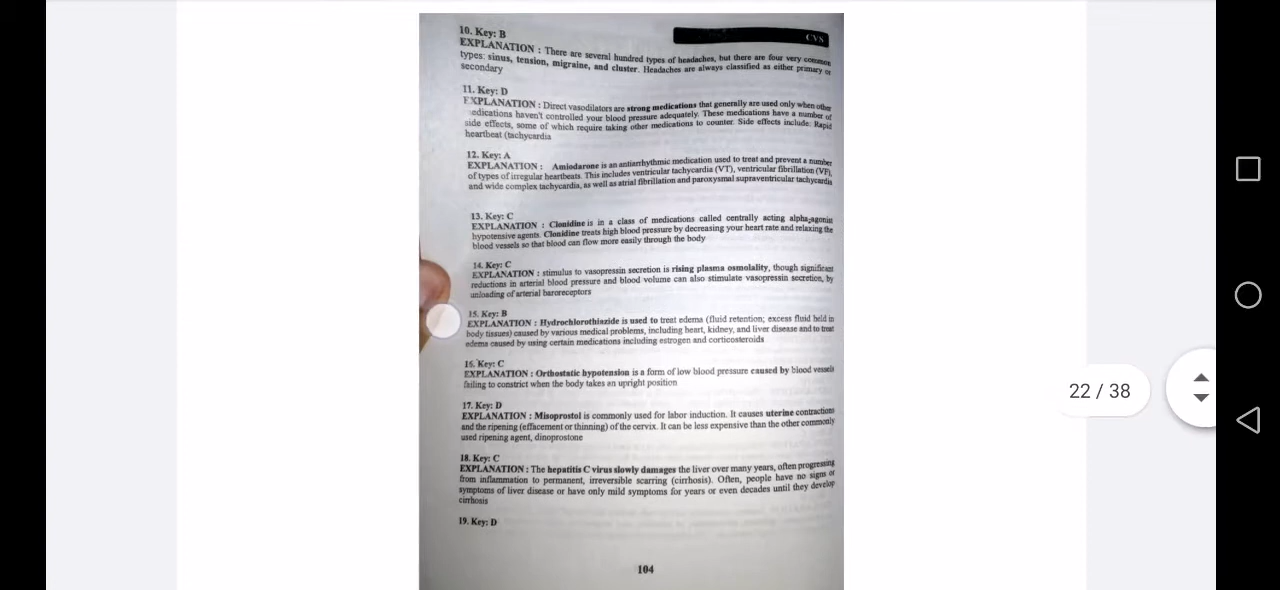 CVS
10. Key: B
EXPLANATION : There are several hundred types of headaches, but there are four very common
types: sinus, tension, migraine, and cluster. Headaches are always classified as either primary or
secondary
11. Key: D
EXPLANATION : Direct vasodilators are strong medications that generally are used only when other
edications haven't controlled your blood pressure adequately. These medications have a number of
side effects, some of which require taking other medications to counter. Side effects include: Rapid
heartbeat (tachycardia
12. Key: A
EXPLANATION : Amiodarone is an antiarrhythmic medication used to treat and prevent a number
of types of irregular heartbeats. This includes ventricular tachycardia (VT), ventricular fibrillation (VF),
and wide complex tachycardia, as well as atrial fibrillation and paroxysmal supraventricular tachycardia
13. Key: C
EXPLANATION : Clonidine is in a class of medications called centrally acting alpha-agonist
hypotensive agents. Clonidine treats high blood pressure by decreasing your heart rate and relaxing the
blood vessels so that blood can flow more easily through the body
14. Key: C
EXPLANATION : stimulus to vasopressin secretion is rising plasma osmolality, though significant
reductions in arterial blood pressure and blood volume can also stimulate vasopressin secretion, by
unloading of arterial baroreceptors
15. Key: B
EXPLANATION : Hydrochlorothiazide is used to treat edema (fluid retention; excess fluid held in
body tissues) caused by various medical problems, including heart, kidney, and liver disease and to treat
edema caused by using certain medications including estrogen and corticosteroids
16. Key: C
EXPLANATION : Orthostatic hypotension is a form of low blood pressure caused by blood vessels
failing to constrict when the body takes an upright position
17. Key: D
EXPLANATION : Misoprostol is commonly used for labor induction. It causes uterine contractions
and the ripening (effacement or thinning) of the cervix. It can be less expensive than the other commonly
used ripening agent, dinoprostone
18. Key: C
EXPLANATION : The hepatitis C virus slowly damages the liver over many years, often progressing
from inflammation to permanent, irreversible scarring (cirrhosis). Often, people have no signs or
symptoms of liver disease or have only mild symptoms for years or even decades until they develop
cirrhosis
19. Key: D
104
22 / 38